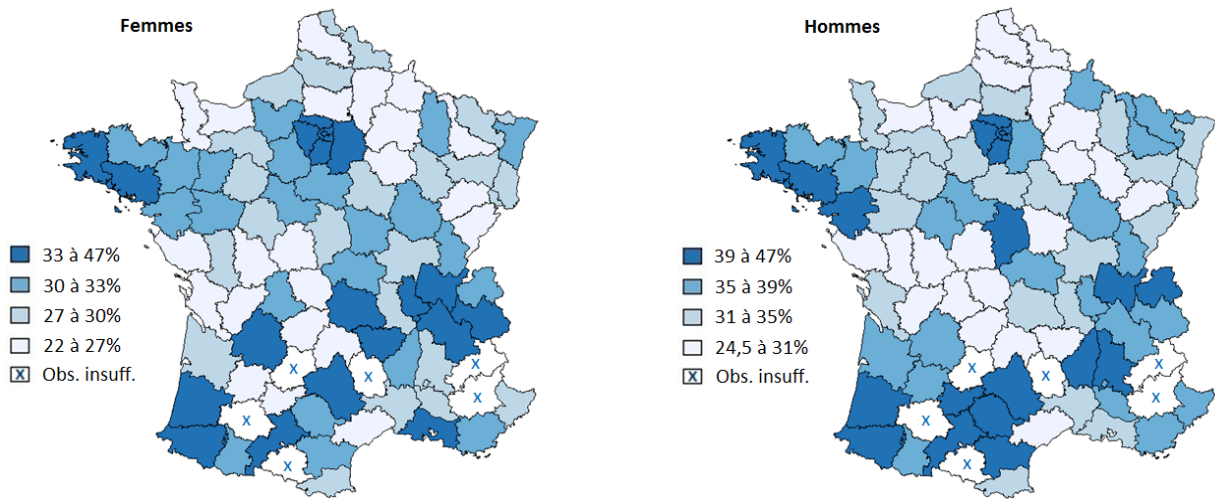 Femmes
33 à 47%
30 à 33%
27 à 30%
22 à 27%
X Obs. insuff.
X
X
X
X
X
X
Hommes
39 à 47%
35 à 39%
31 à 35%
24,5 à 31%
X Obs. insuff.
X
X
X
X
X
X